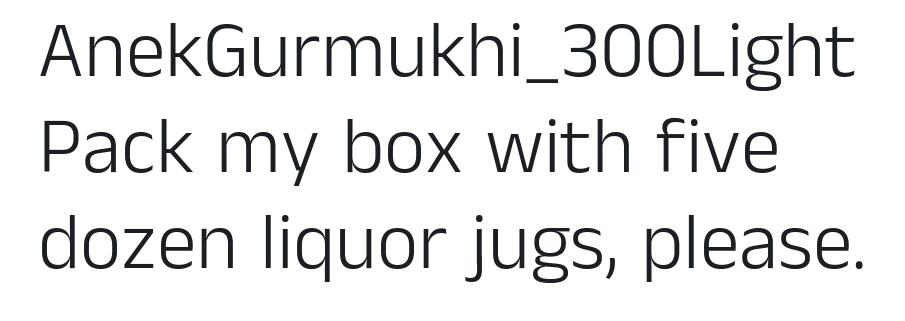 AnekGurmukhi_300Light
Pack my box with five
dozen liquor jugs, please.